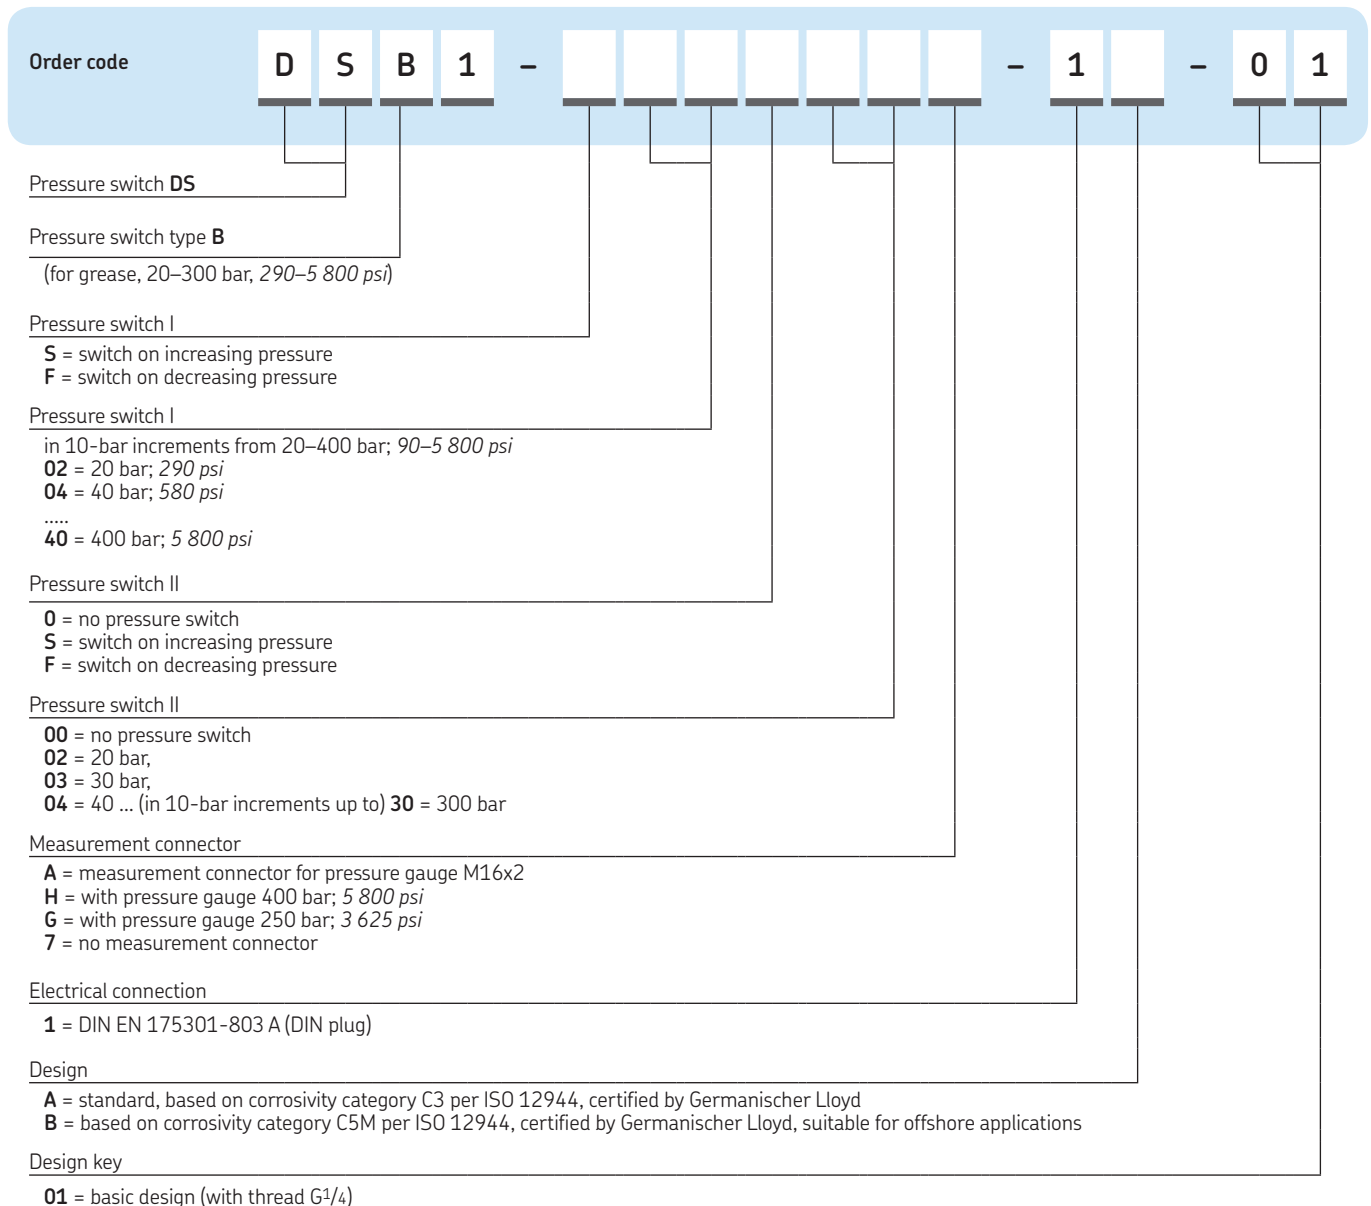 Order code D S B 1 – – 1 – 0 1
Pressure switch DS
Pressure switch type B
(for grease, 20–300 bar, 290–5 800 psi)
Pressure switch I
S = switch on increasing pressure
F = switch on decreasing pressure
Pressure switch I
in 10-bar increments from 20–400 bar; 90–5 800 psi
02 = 20 bar; 290 psi
04 = 40 bar; 580 psi
.....
40 = 400 bar; 5 800 psi
Pressure switch II
0 = no pressure switch
S = switch on increasing pressure
F = switch on decreasing pressure
Pressure switch II
00 = no pressure switch
02 = 20 bar,
03 = 30 bar,
04 = 40 ... (in 10-bar increments up to) 30 = 300 bar
Measurement connector
A = measurement connector for pressure gauge M16x2
H = with pressure gauge 400 bar; 5 800 psi
G = with pressure gauge 250 bar; 3 625 psi
7 = no measurement connector
Electrical connection
1 = DIN EN 175301-803 A (DIN plug)
Design
A = standard, based on corrosivity category C3 per ISO 12944, certified by Germanischer Lloyd
B = based on corrosivity category C5M per ISO 12944, certified by Germanischer Lloyd, suitable for offshore applications
Design key
01 = basic design (with thread G1/4)